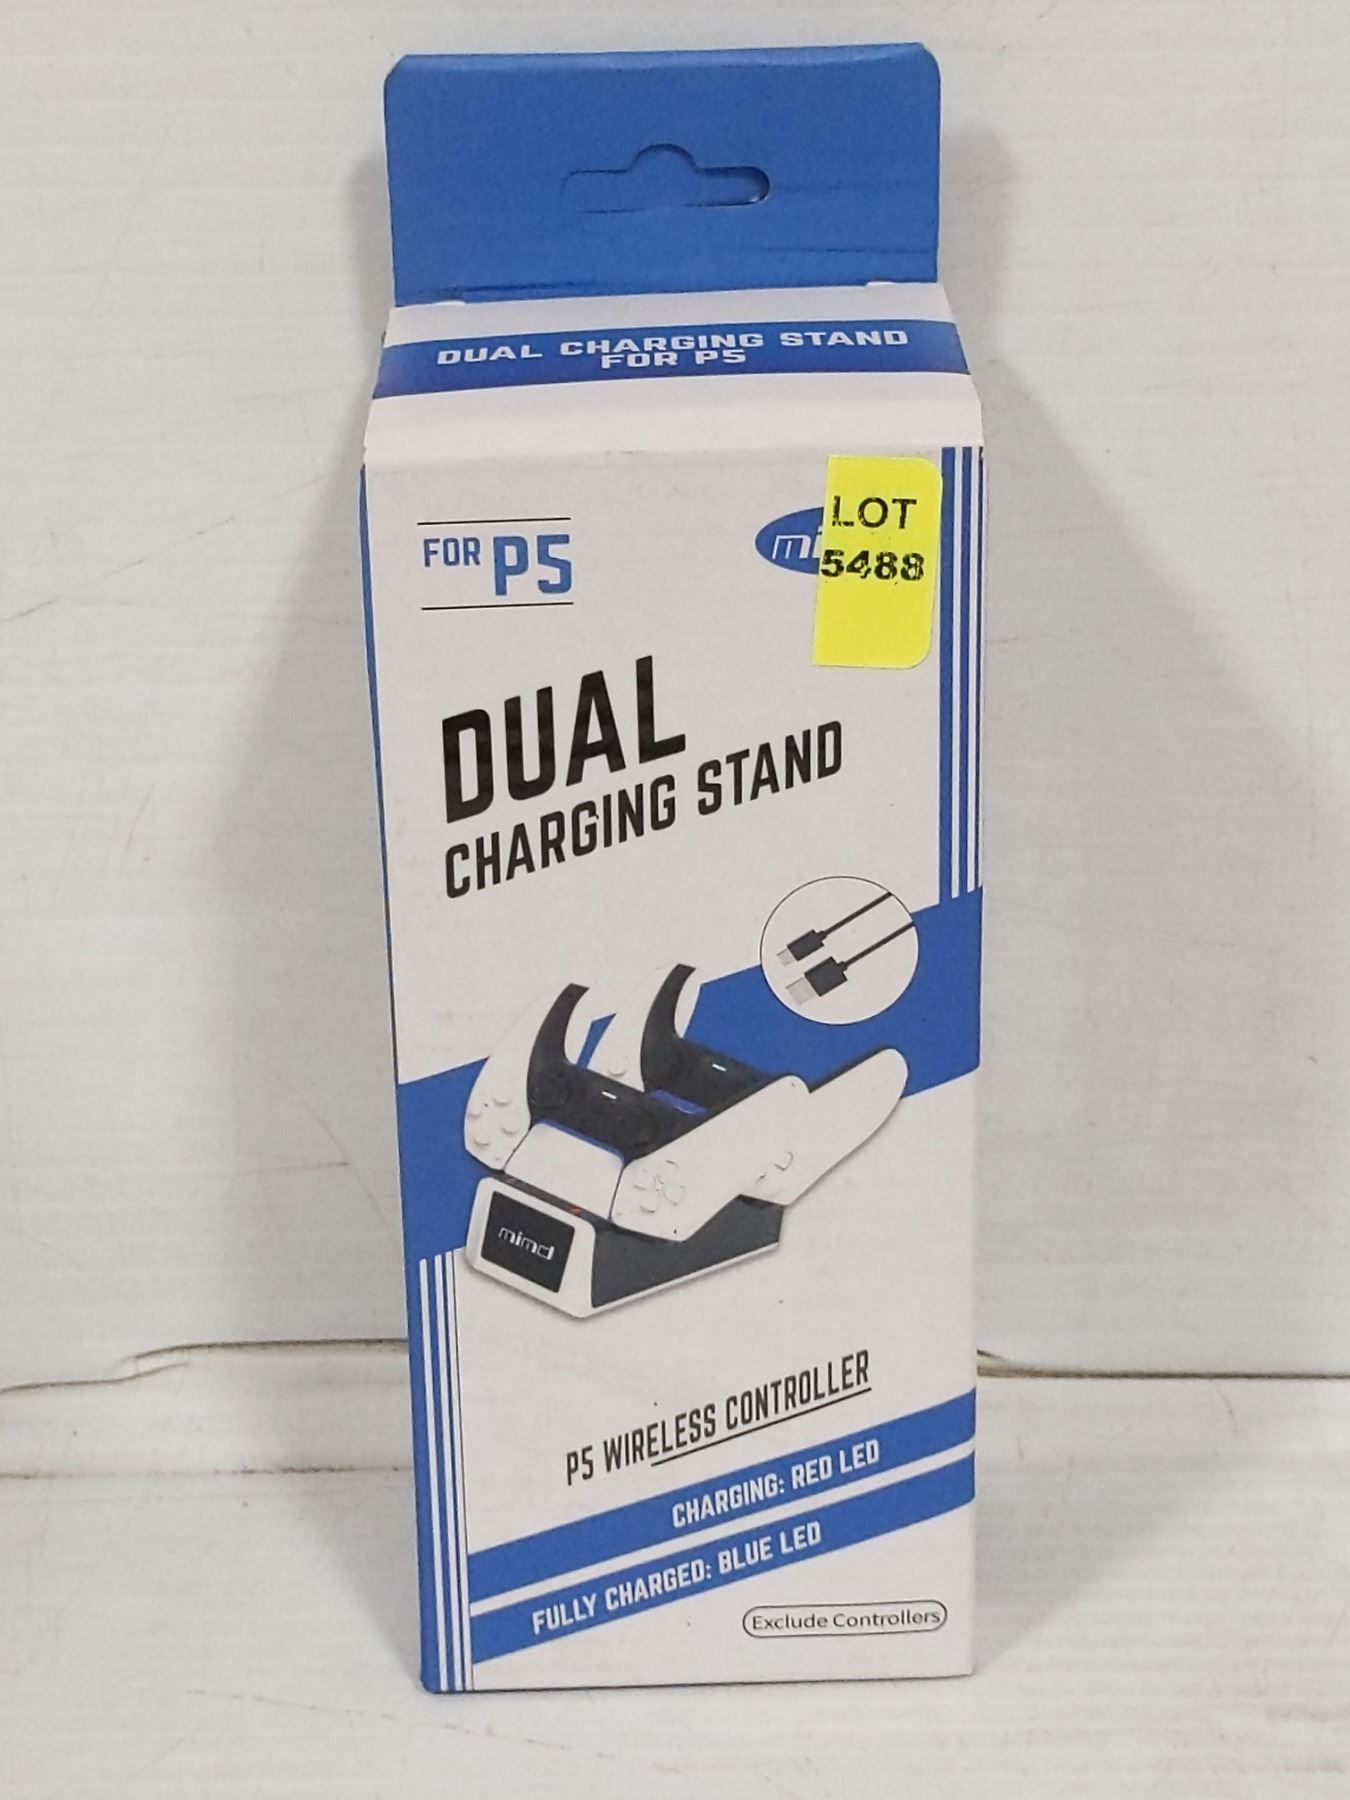 DUAL CHARGING STAND
FOR P5
FOR P5
LOT
5488
DUAL
CHARGING STAND
mimd
P5 WIRELESS CONTROLLER
CHARGING: RED LED
FULLY CHARGED: BLUE LED
Exclude Controllers